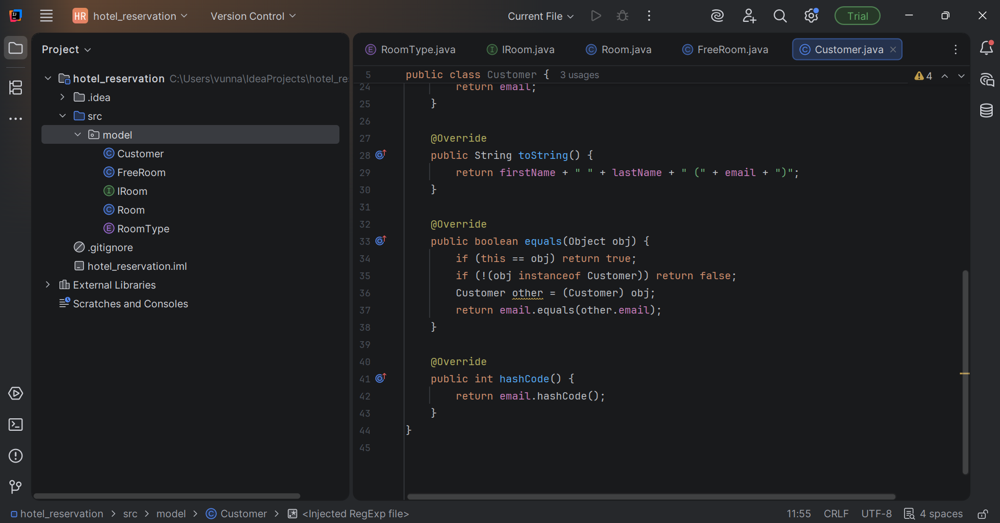 HR hotel_reservation Version Control Current File Trial
Project
RoomType.java IRoom.java Room.java FreeRoom.java Customer.java
hotel_reservation C:\Users\vunna\IdeaProjects\hotel_re
.idea
src
model
Customer
FreeRoom
IRoom
Room
RoomType
.gitignore
hotel_reservation.iml
External Libraries
Scratches and Consoles
5 public class Customer { 3 usages 4
24 return email;
25 }
26
27 @Override
28 public String toString() {
29 return firstName + " " + lastName + " (" + email + ")";
30 }
31
32 @Override
33 public boolean equals(Object obj) {
34 if (this == obj) return true;
35 if (!(obj instanceof Customer)) return false;
36 Customer other = (Customer) obj;
37 return email.equals(other.email);
38 }
39
40 @Override
41 public int hashCode() {
42 return email.hashCode();
43 }
44 }
45
hotel_reservation > src > model > Customer > <Injected RegExp file> 11:55 CRLF UTF-8 4 spaces